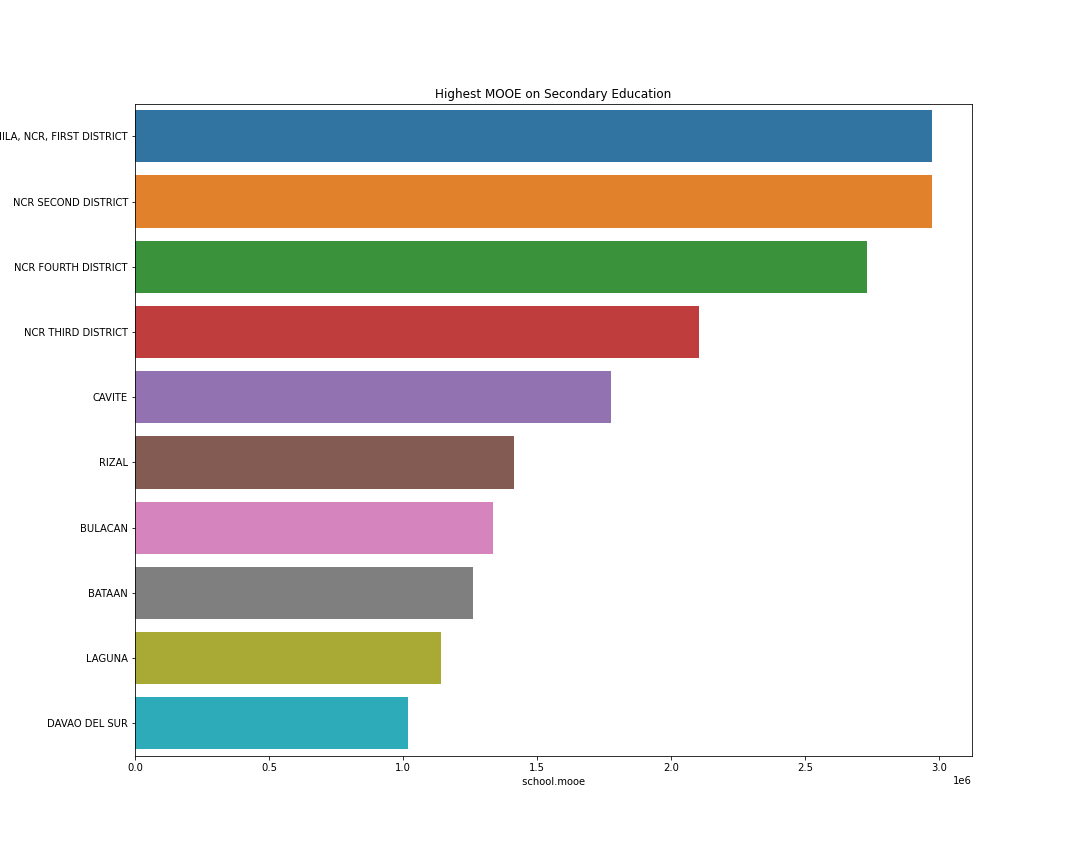 Highest MOOE on Secondary Education
ILA, NCR, FIRST DISTRICT
NCR SECOND DISTRICT
NCR FOURTH DISTRICT
NCR THIRD DISTRICT
CAVITE
RIZAL
BULACAN
BATAAN
LAGUNA
DAVAO DEL SUR
0.0 0.5 1.0 1.5 2.0 2.5 3.0
1e6
school.mooe